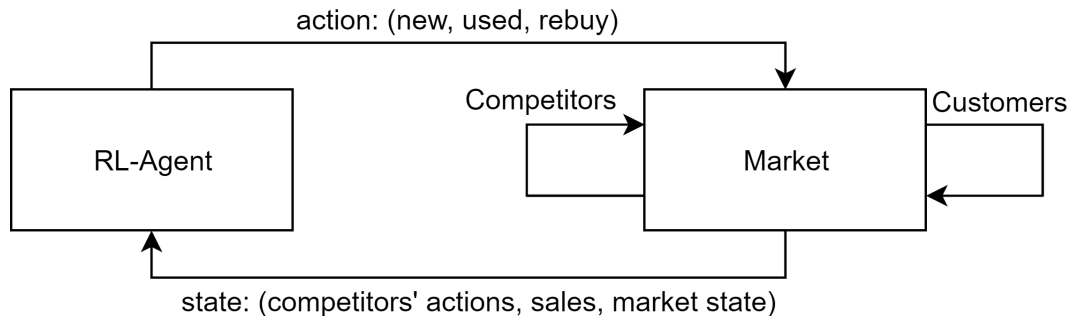 action: (new, used, rebuy)
Competitors
Customers
RL-Agent
Market
state: (competitors' actions, sales, market state)